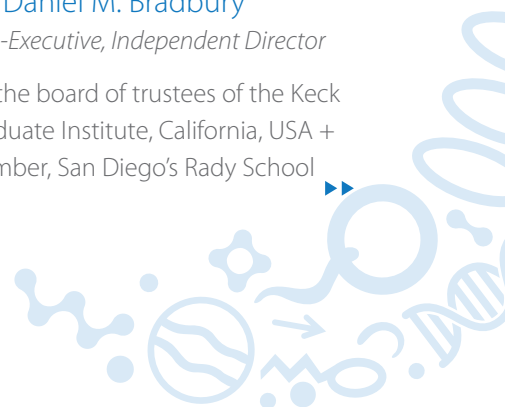 Daniel M. Bradbury
-Executive, Independent Director
the board of trustees of the Keck
duate Institute, California, USA +
mber, San Diego's Rady School